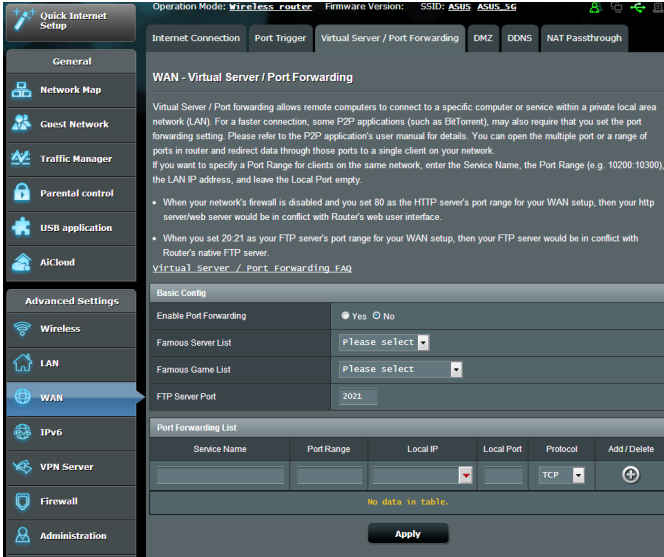 Quick Internet
Setup
Operation Mode: Wireless router Firmware Version: SSID: ASUS ASUS_5G
General
Network Map
Guest Network
Traffic Manager
Parental control
USB application
AiCloud
Advanced Settings
Wireless
LAN
WAN
IPv6
VPN Server
Firewall
Administration
Internet Connection Port Trigger Virtual Server / Port Forwarding DMZ DDNS NAT Passthrough
WAN - Virtual Server / Port Forwarding
Virtual Server / Port forwarding allows remote computers to connect to a specific computer or service within a private local area
network (LAN). For a faster connection, some P2P applications (such as BitTorrent), may also require that you set the port
forwarding setting. Please refer to the P2P application's user manual for details. You can open the multiple port or a range of
ports in router and redirect data through those ports to a single client on your network.
If you want to specify a Port Range for clients on the same network, enter the Service Name, the Port Range (e.g. 10200:10300),
the LAN IP address, and leave the Local Port empty.
• When your network's firewall is disabled and you set 80 as the HTTP server's port range for your WAN setup, then your http
server/web server would be in conflict with Router's web user interface.
• When you set 20:21 as your FTP server's port range for your WAN setup, then your FTP server would be in conflict with
Router's native FTP server.
Virtual Server / Port Forwarding FAQ
Basic Config
Enable Port Forwarding Yes No
Famous Server List Please select
Famous Game List Please select
FTP Server Port 2021
Port Forwarding List
Service Name Port Range Local IP Local Port Protocol Add / Delete
TCP
No data in table.
Apply